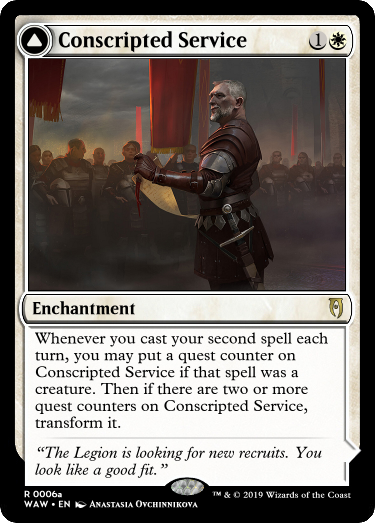 Conscripted Service 1
Enchantment
Whenever you cast your second spell each
turn, you may put a quest counter on
Conscripted Service if that spell was a
creature. Then if there are two or more
quest counters on Conscripted Service,
transform it.
“The Legion is looking for new recruits. You
look like a good fit.”
R 0006a
WAW • EN Anastasia Ovchinnikova
™ & © 2019 Wizards of the Coast